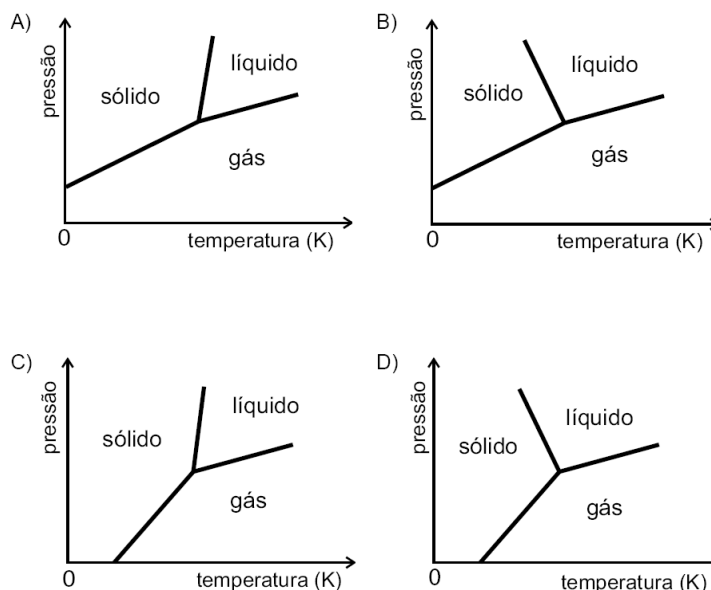 A)
pressão
sólido
líquido
gás
0
temperatura (K)
B)
pressão
sólido
líquido
gás
0
temperatura (K)
C)
pressão
sólido
líquido
gás
0
temperatura (K)
D)
pressão
sólido
líquido
gás
0
temperatura (K)